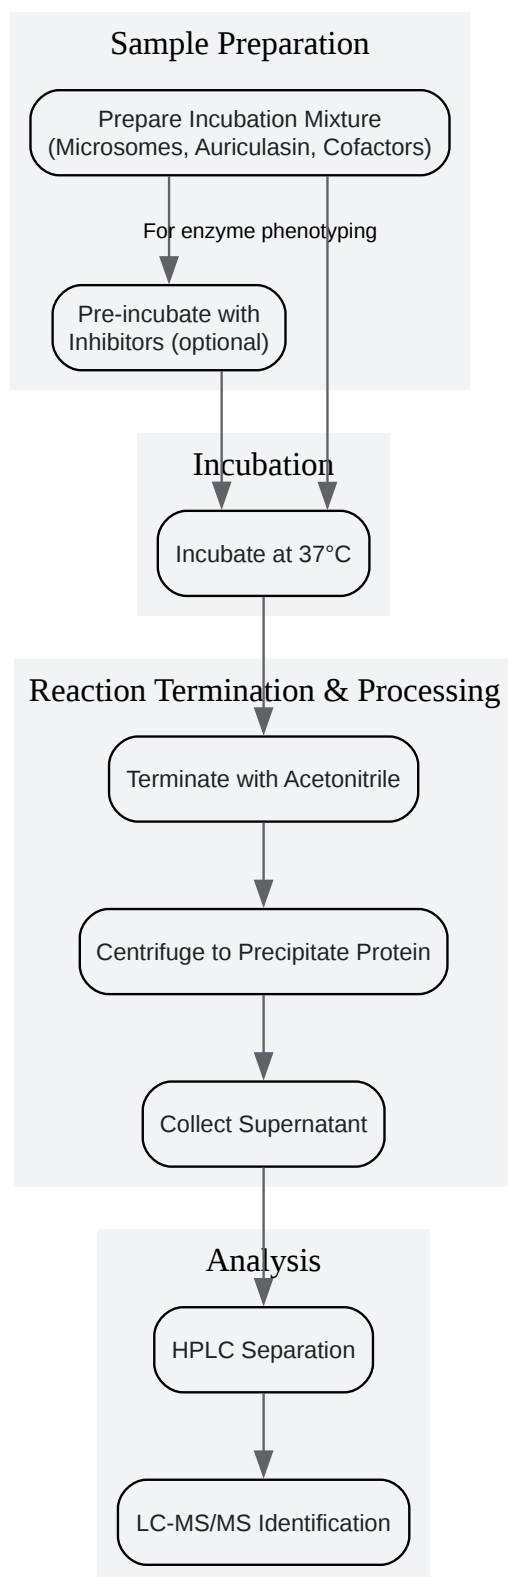 Sample Preparation
Prepare Incubation Mixture
(Microsomes, Auriculasin, Cofactors)
For enzyme phenotyping
Pre-incubate with
Inhibitors (optional)
Incubation
Incubate at 37°C
Reaction Termination & Processing
Terminate with Acetonitrile
Centrifuge to Precipitate Protein
Collect Supernatant
Analysis
HPLC Separation
LC-MS/MS Identification